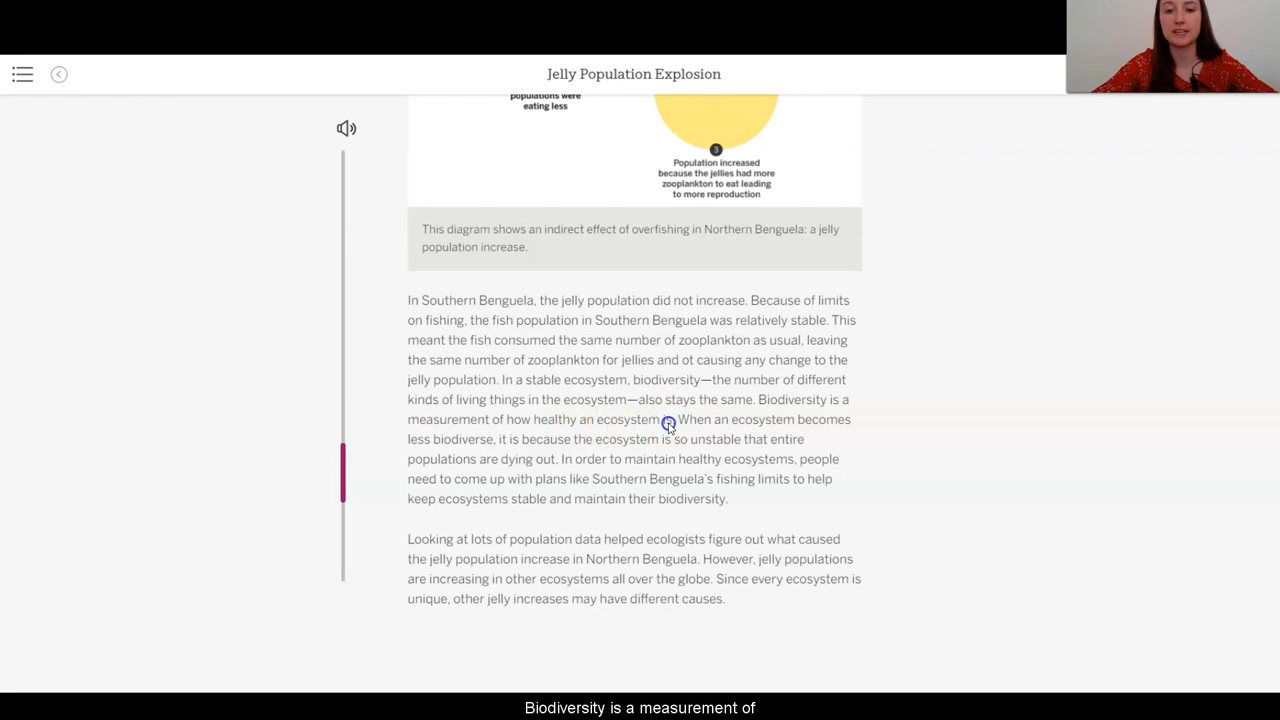 Jelly Population Explosion
populations were
eating less
3
Population increased
because the jellies had more
zooplankton to eat leading
to more reproduction
This diagram shows an indirect effect of overfishing in Northern Benguela: a jelly
population increase.
In Southern Benguela, the jelly population did not increase. Because of limits
on fishing, the fish population in Southern Benguela was relatively stable. This
meant the fish consumed the same number of zooplankton as usual, leaving
the same number of zooplankton for jellies and ot causing any change to the
jelly population. In a stable ecosystem, biodiversity—the number of different
kinds of living things in the ecosystem—also stays the same. Biodiversity is a
measurement of how healthy an ecosystem When an ecosystem becomes
less biodiverse, it is because the ecosystem is so unstable that entire
populations are dying out. In order to maintain healthy ecosystems, people
need to come up with plans like Southern Benguela's fishing limits to help
keep ecosystems stable and maintain their biodiversity.
Looking at lots of population data helped ecologists figure out what caused
the jelly population increase in Northern Benguela. However, jelly populations
are increasing in other ecosystems all over the globe. Since every ecosystem is
unique, other jelly increases may have different causes.
Biodiversity is a measurement of